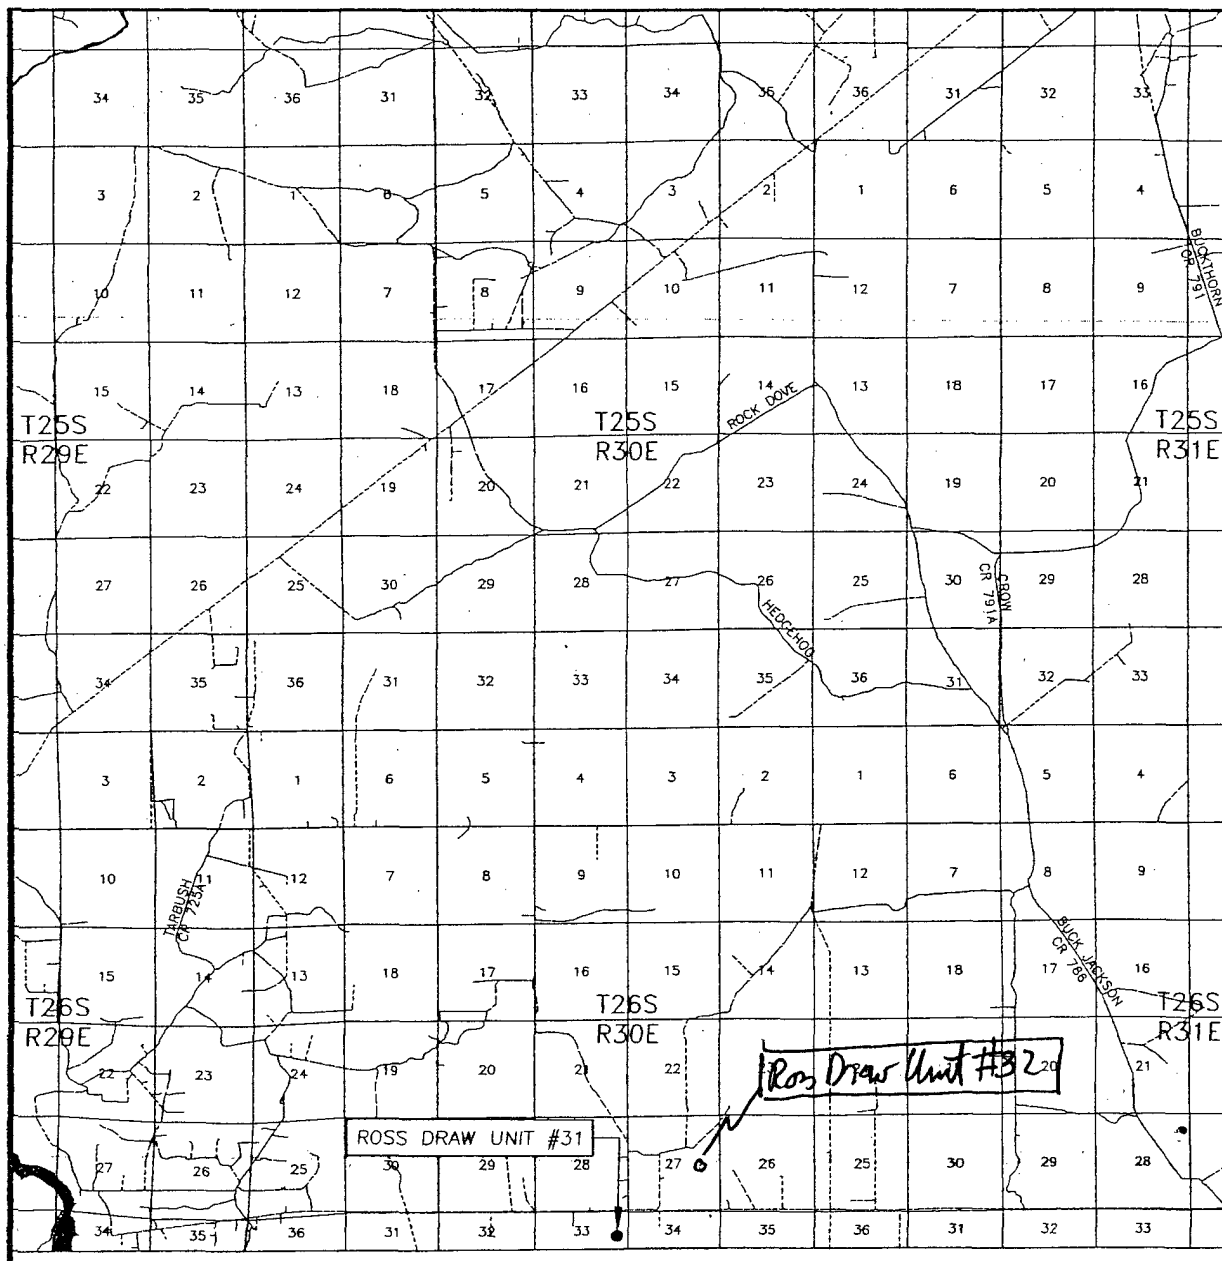 34 35 36 31 32 33 34 35 36 31 32 33
3 2 1 6 5 4 3 2 1 6 5 4
BUCKTHORN
CR 791
10 11 12 7 8 9 10 11 12 7 8 9
15 14 13 18 17 16 15 14 13 18 17 16
ROCK DOVE
T25S T25S T25S
R29E R30E R31E
22 23 24 19 20 21 22 23 24 19 20 21
27 26 25 30 29 28 27 26 25 30 29 28
CROW
CR 791A
HEDGEHOG
34 35 36 31 32 33 34 35 36 31 32 33
3 2 1 6 5 4 3 2 1 6 5 4
10 11 12 7 8 9 10 11 12 7 8 9
TARBUSH
CR 725A
BUCK JACKSON
CR 786
15 14 13 18 17 16 15 14 13 18 17 16
T26S T26S T26S
R29E R30E R31E
22 23 24 19 20 21 22 20 21
Ross Draw Unit #32
ROSS DRAW UNIT #31
27 26 25 30 29 28 27 26 25 30 29 28
34 35 36 31 32 33 34 35 36 31 32 33